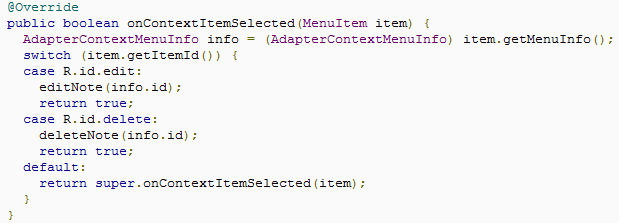 @Override
public boolean onContextItemSelected(MenuItem item) {
  AdapterContextMenuInfo info = (AdapterContextMenuInfo) item.getMenuInfo();
  switch (item.getItemId()) {
  case R.id.edit:
    editNote(info.id);
    return true;
  case R.id.delete:
    deleteNote(info.id);
    return true;
  default:
    return super.onContextItemSelected(item);
  }
}